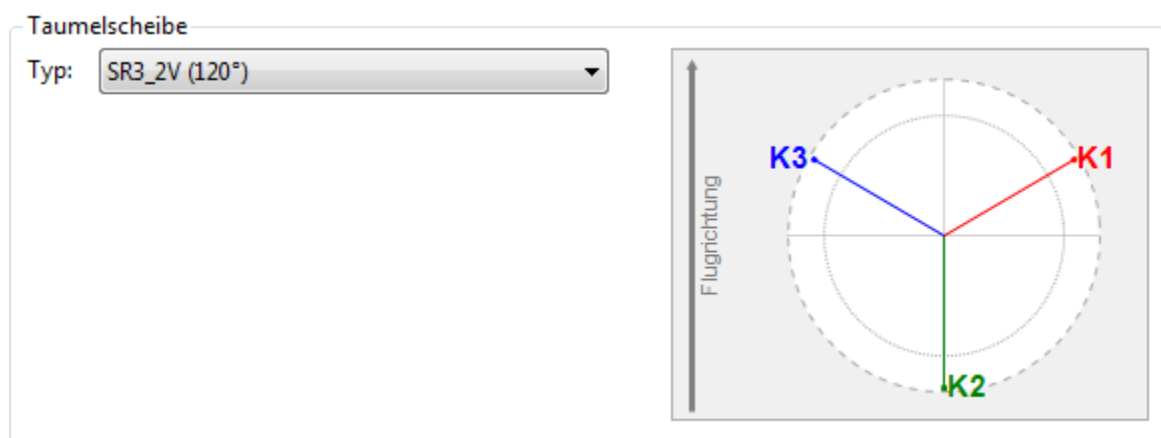 Taumelscheibe
Typ: SR3_2V (120°)
Flugrichtung
K3
K1
K2